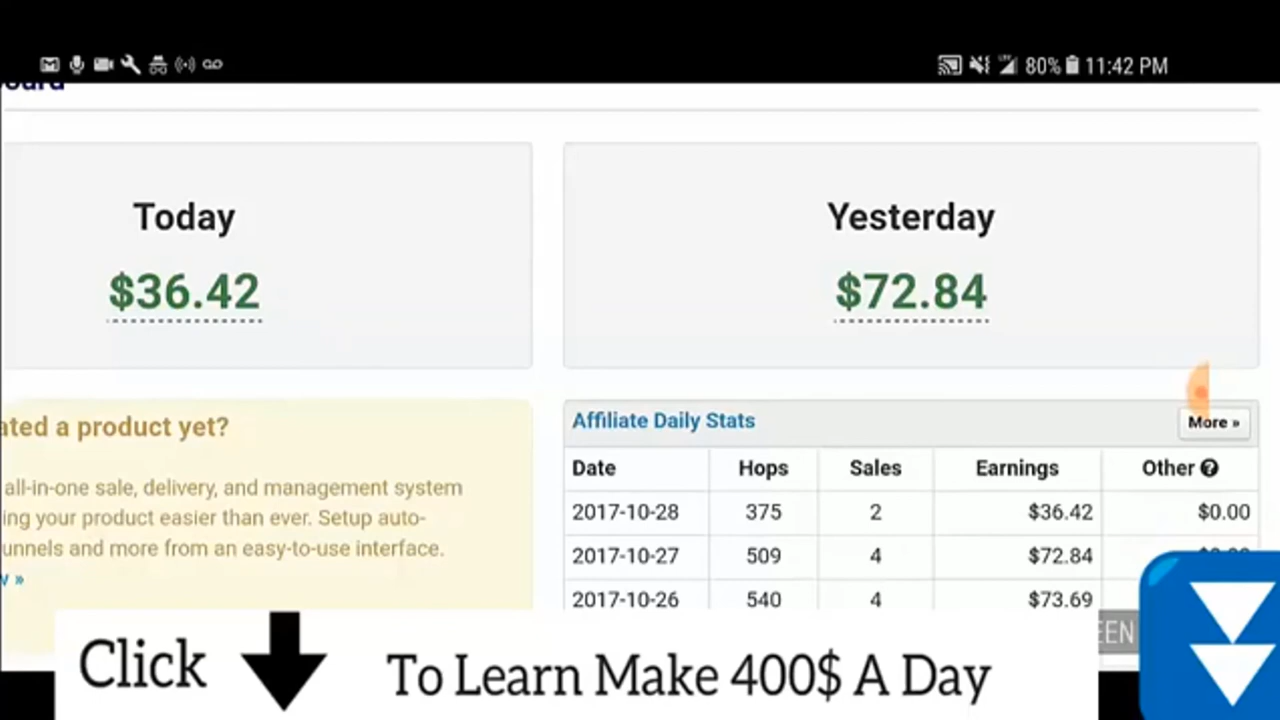 80% 11:42 PM
Today
$36.42
Yesterday
$72.84
ated a product yet?
all-in-one sale, delivery, and management system
ing your product easier than ever. Setup auto-
unnels and more from an easy-to-use interface.
»
Affiliate Daily Stats
More »
Date Hops Sales Earnings Other ?
2017-10-28 375 2 $36.42 $0.00
2017-10-27 509 4 $72.84
2017-10-26 540 4 $73.69
EEN
Click To Learn Make 400$ A Day